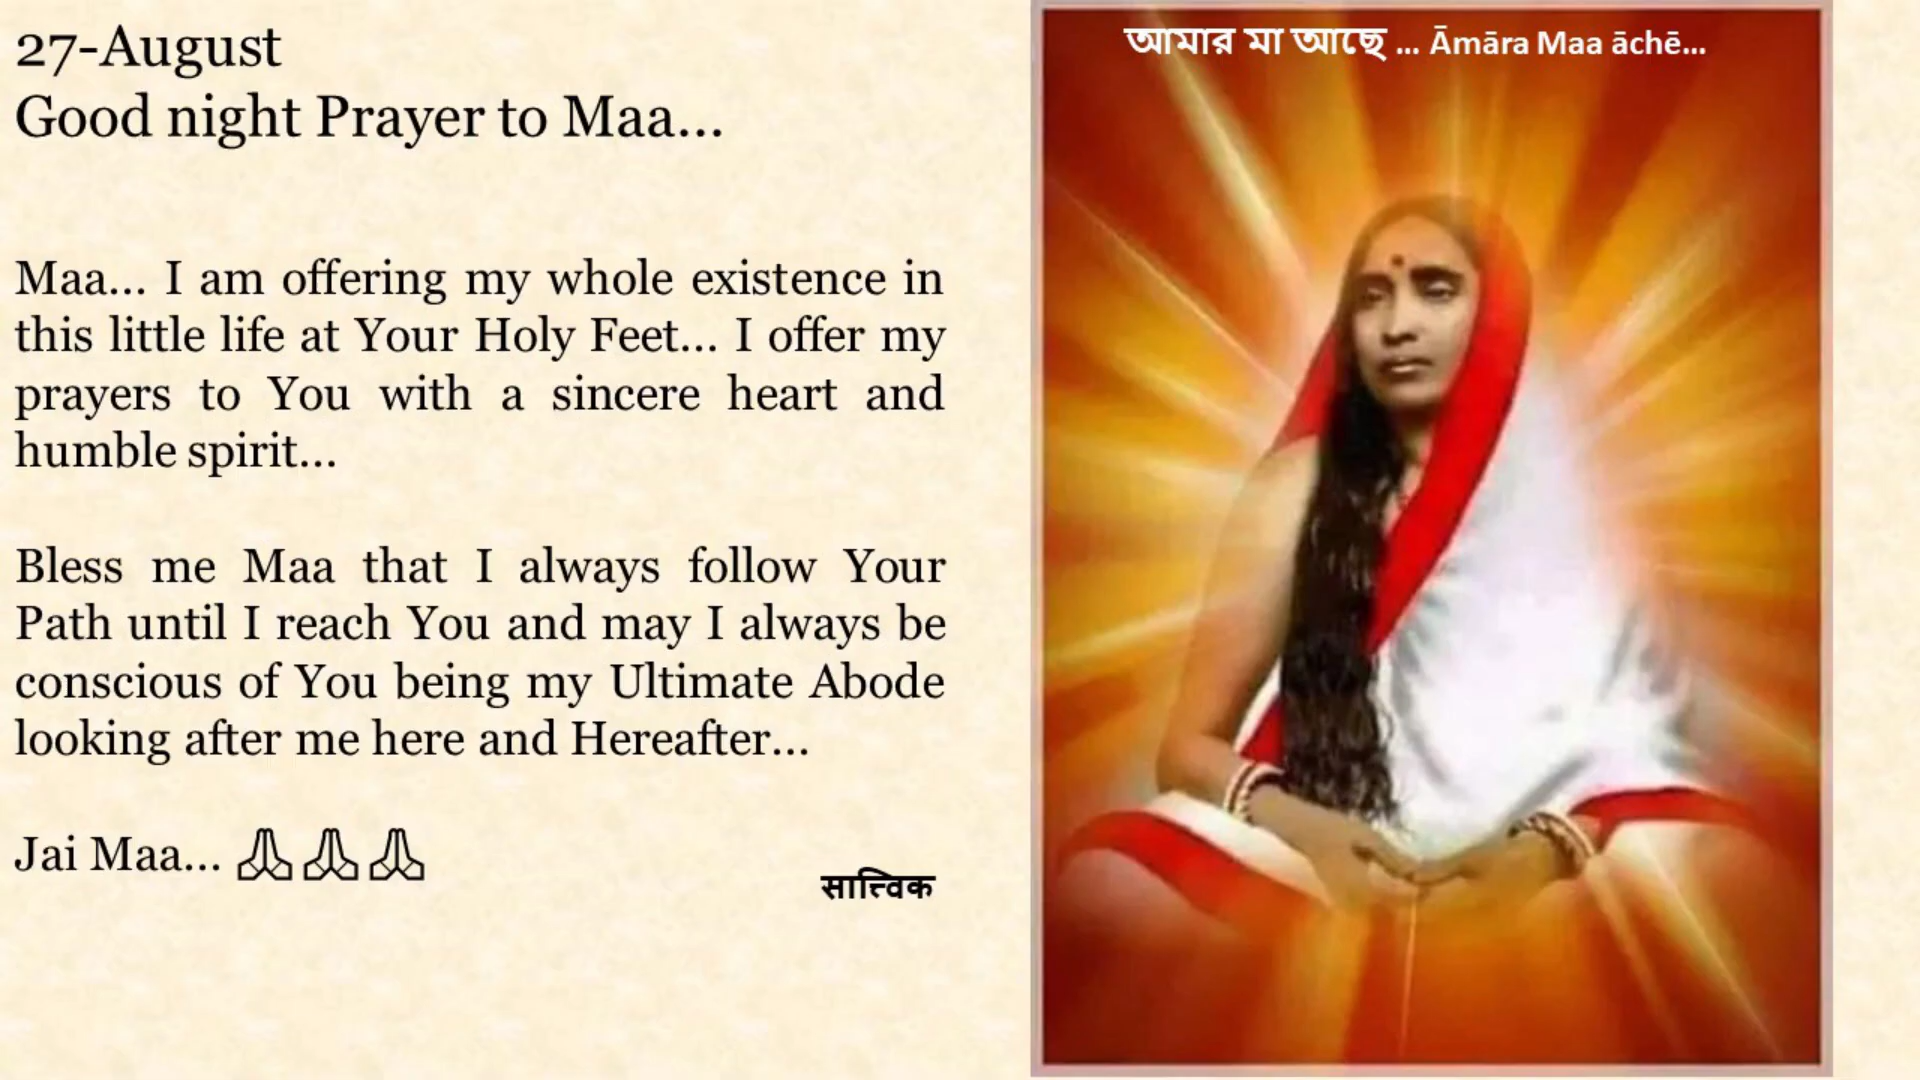 27-August
Good night Prayer to Maa...
Maa... I am offering my whole existence in
this little life at Your Holy Feet... I offer my
prayers to You with a sincere heart and
humble spirit...
Bless me Maa that I always follow Your
Path until I reach You and may I always be
conscious of You being my Ultimate Abode
looking after me here and Hereafter...
Jai Maa... 🙏🙏🙏
सात्त्विक
আমার মা আছে ... Āmāra Maa āchē...